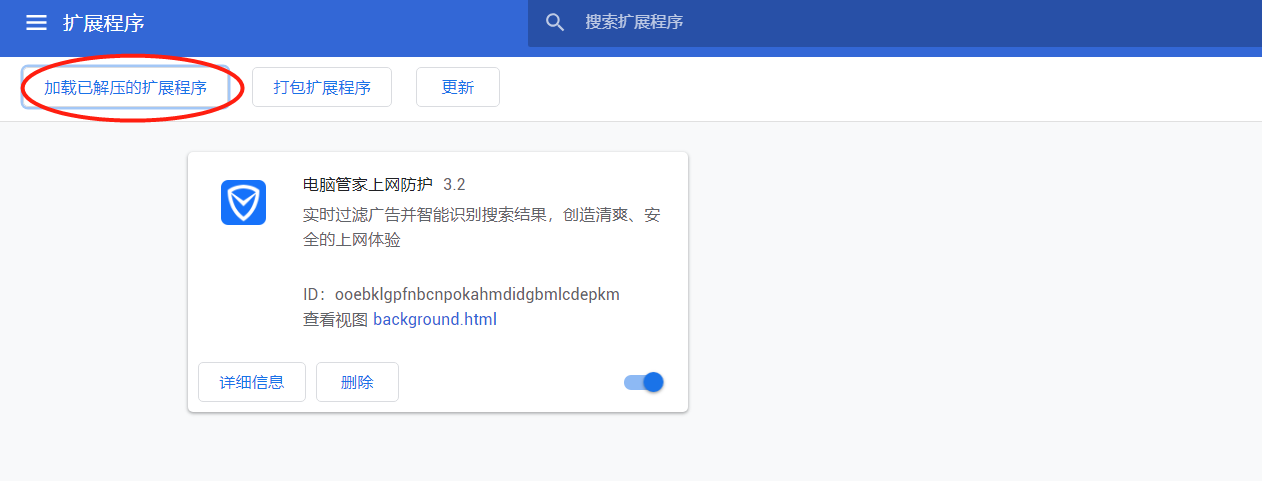 扩展程序
搜索扩展程序
加载已解压的扩展程序
打包扩展程序
更新
电脑管家上网防护 3.2
实时过滤广告并智能识别搜索结果，创造清爽、安
全的上网体验
ID：ooebklgpfnbcnpokahmdidgbmlcdepkm
查看视图 background.html
详细信息
删除